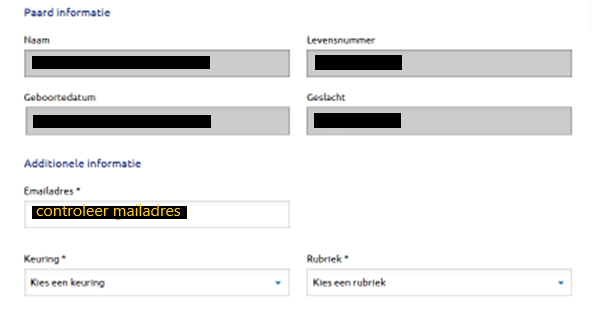 Paard informatie
Naam
Levensnummer
Geboortedatum
Geslacht
Additionele informatie
Emailadres *
controleer mailadres
Keuring *
Rubriek *
Kies een keuring
Kies een rubriek